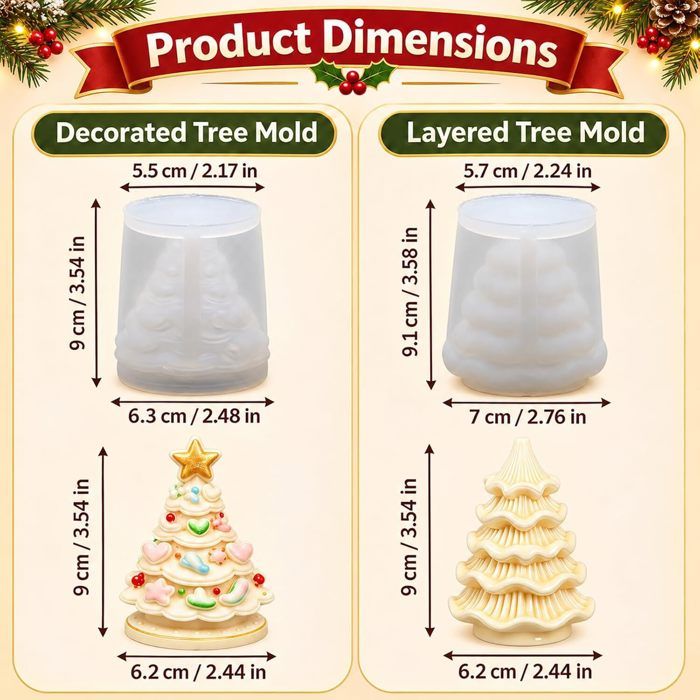 Product Dimensions
Decorated Tree Mold
5.5 cm / 2.17 in
9 cm / 3.54 in
6.3 cm / 2.48 in
9 cm / 3.54 in
6.2 cm / 2.44 in
Layered Tree Mold
5.7 cm / 2.24 in
9.1 cm / 3.58 in
7 cm / 2.76 in
9 cm / 3.54 in
6.2 cm / 2.44 in